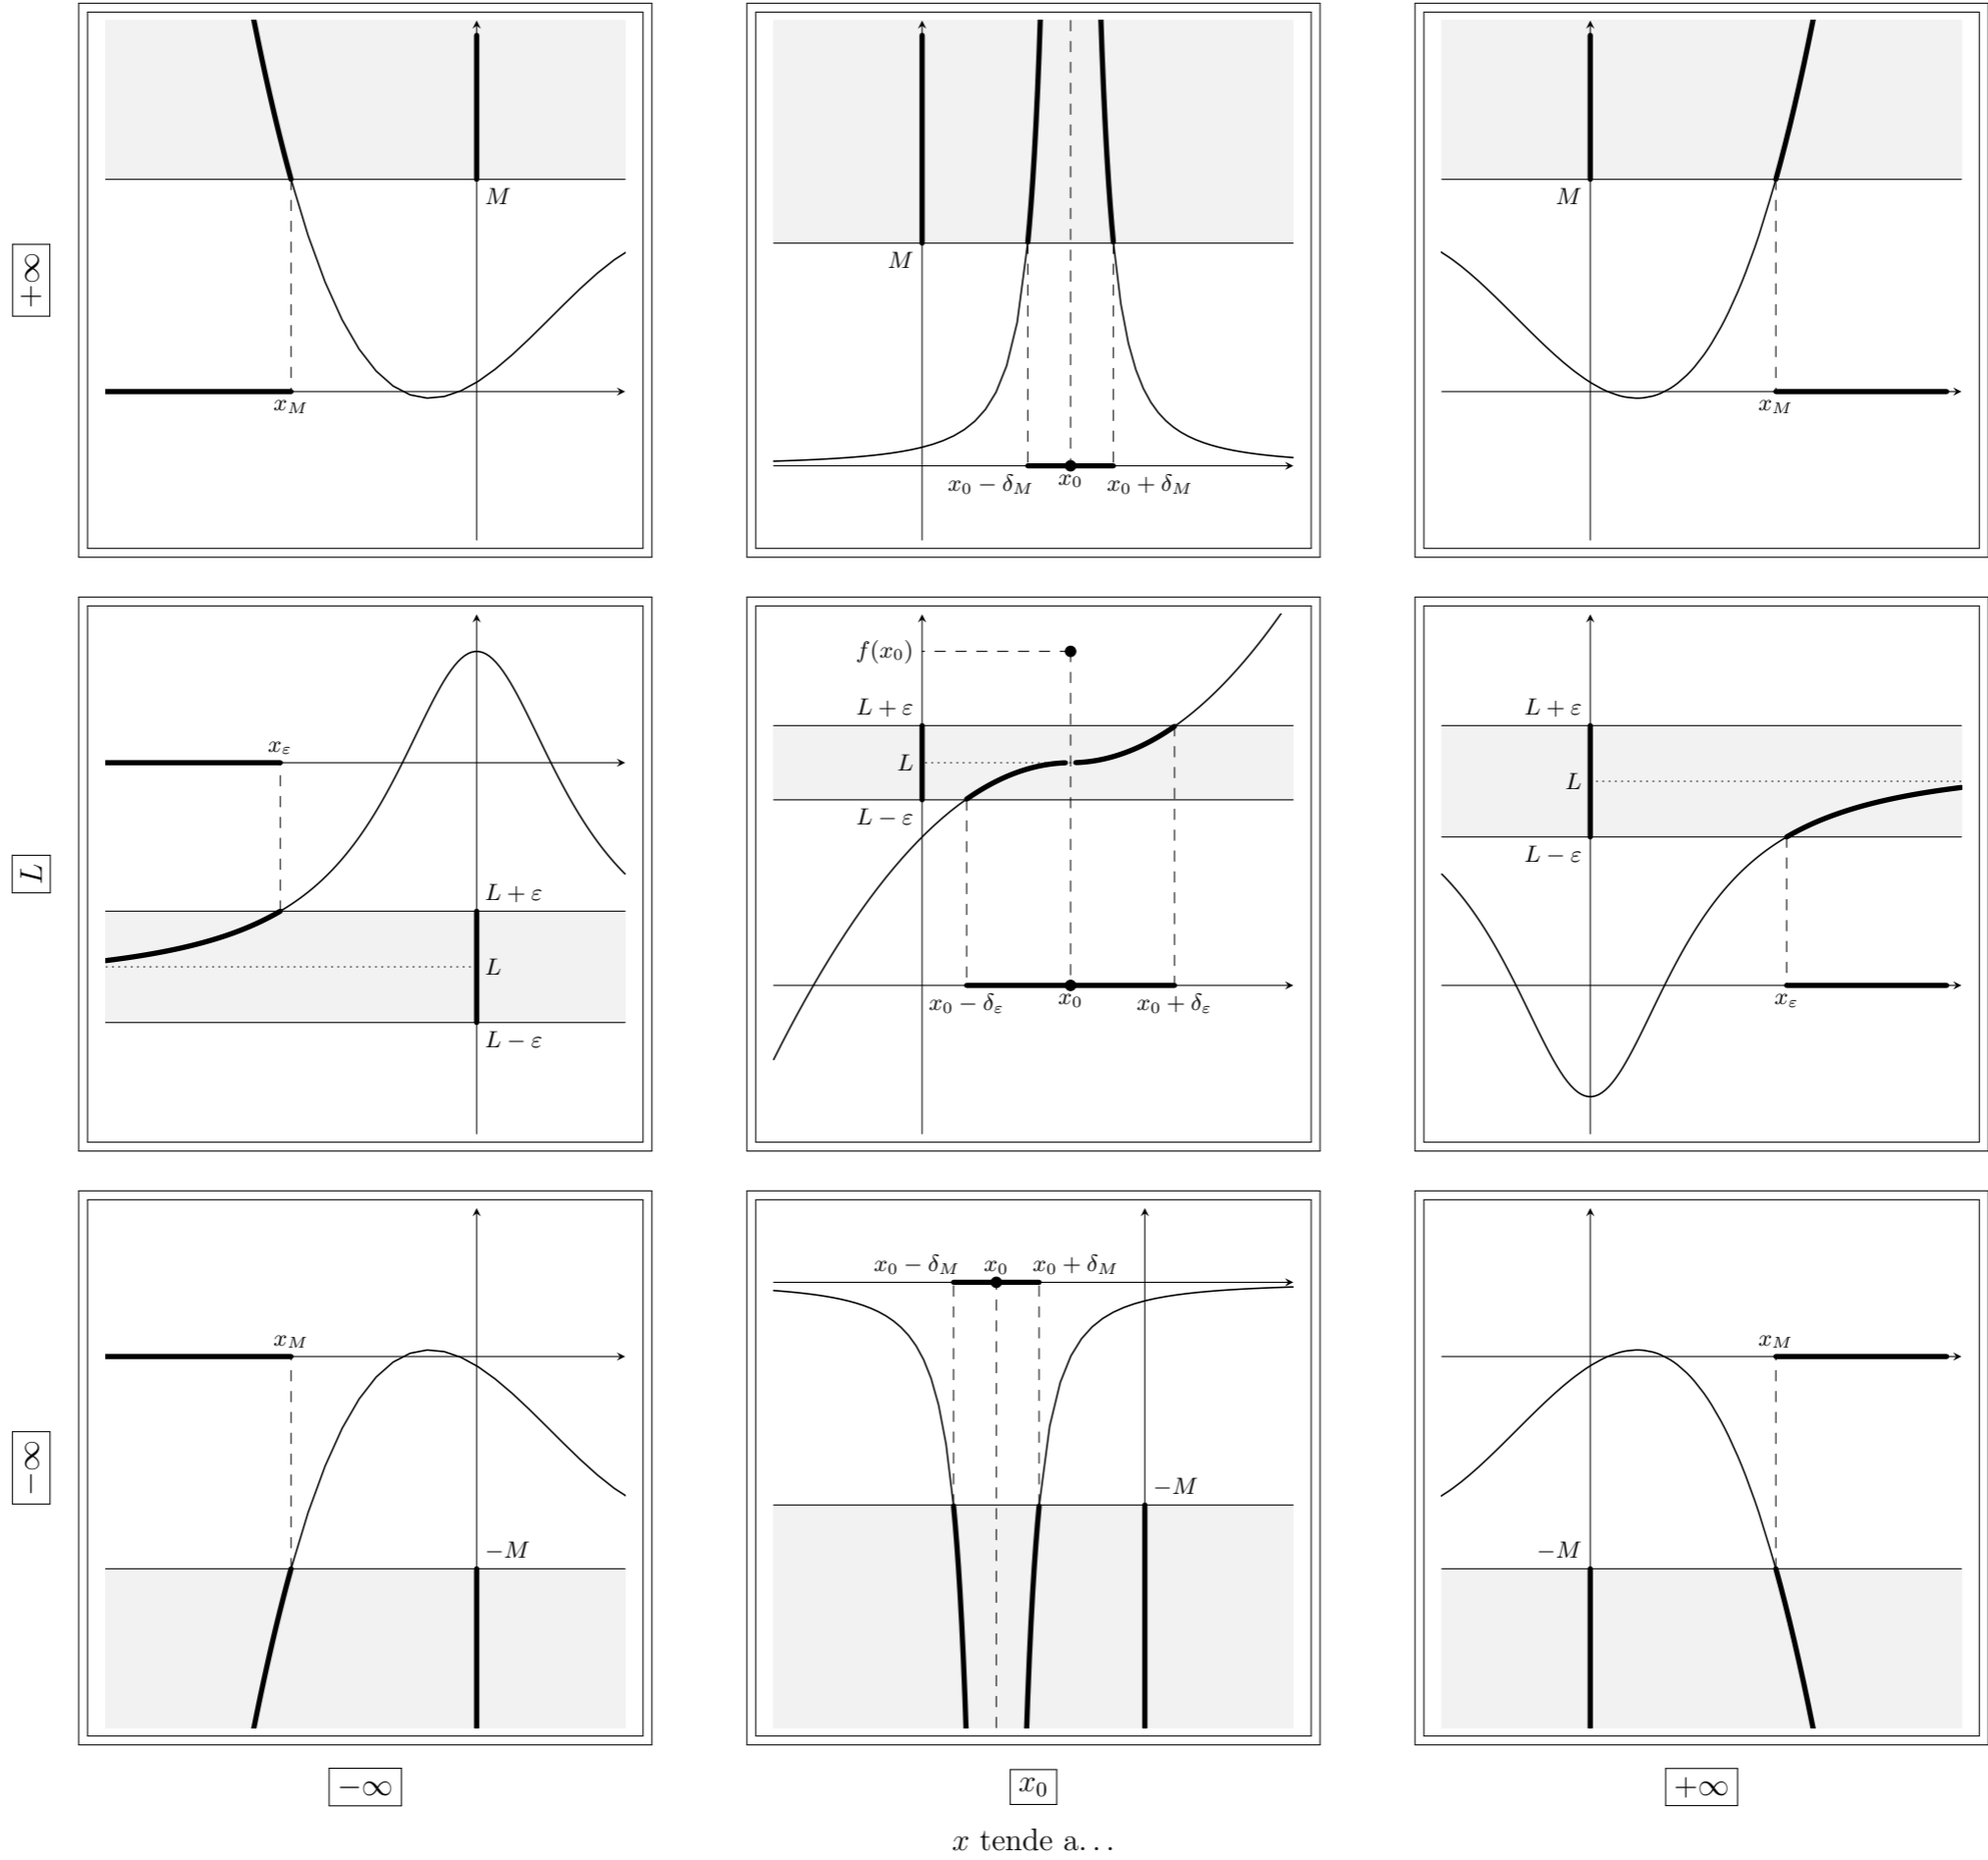 M
x_M
+∞
M
x_0 − δ_M
x_0
x_0 + δ_M
M
x_M
x_ε
L + ε
L
L
L − ε
f(x_0)
L + ε
L
L − ε
x_0 − δ_ε
x_0
x_0 + δ_ε
L + ε
L
L − ε
x_ε
x_M
−M
−∞
x_0 − δ_M
x_0
x_0 + δ_M
−M
x_M
−M
−∞
x_0
+∞
x tende a…